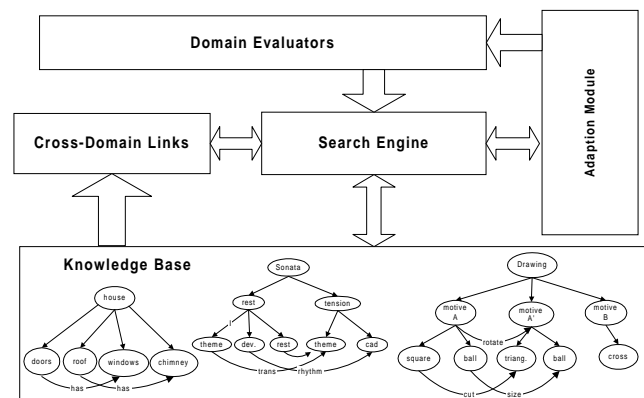 Domain Evaluators
Adaption Module
Cross-Domain Links
Search Engine
Knowledge Base
Sonata
Drawing
house
rest
tension
motive
A
motive
A'
motive
B
I
rotate
doors
roof
windows
chimney
theme
dev.
rest
theme
cad
square
ball
triang.
ball
cross
has
has
trans
rhythm
cut
size